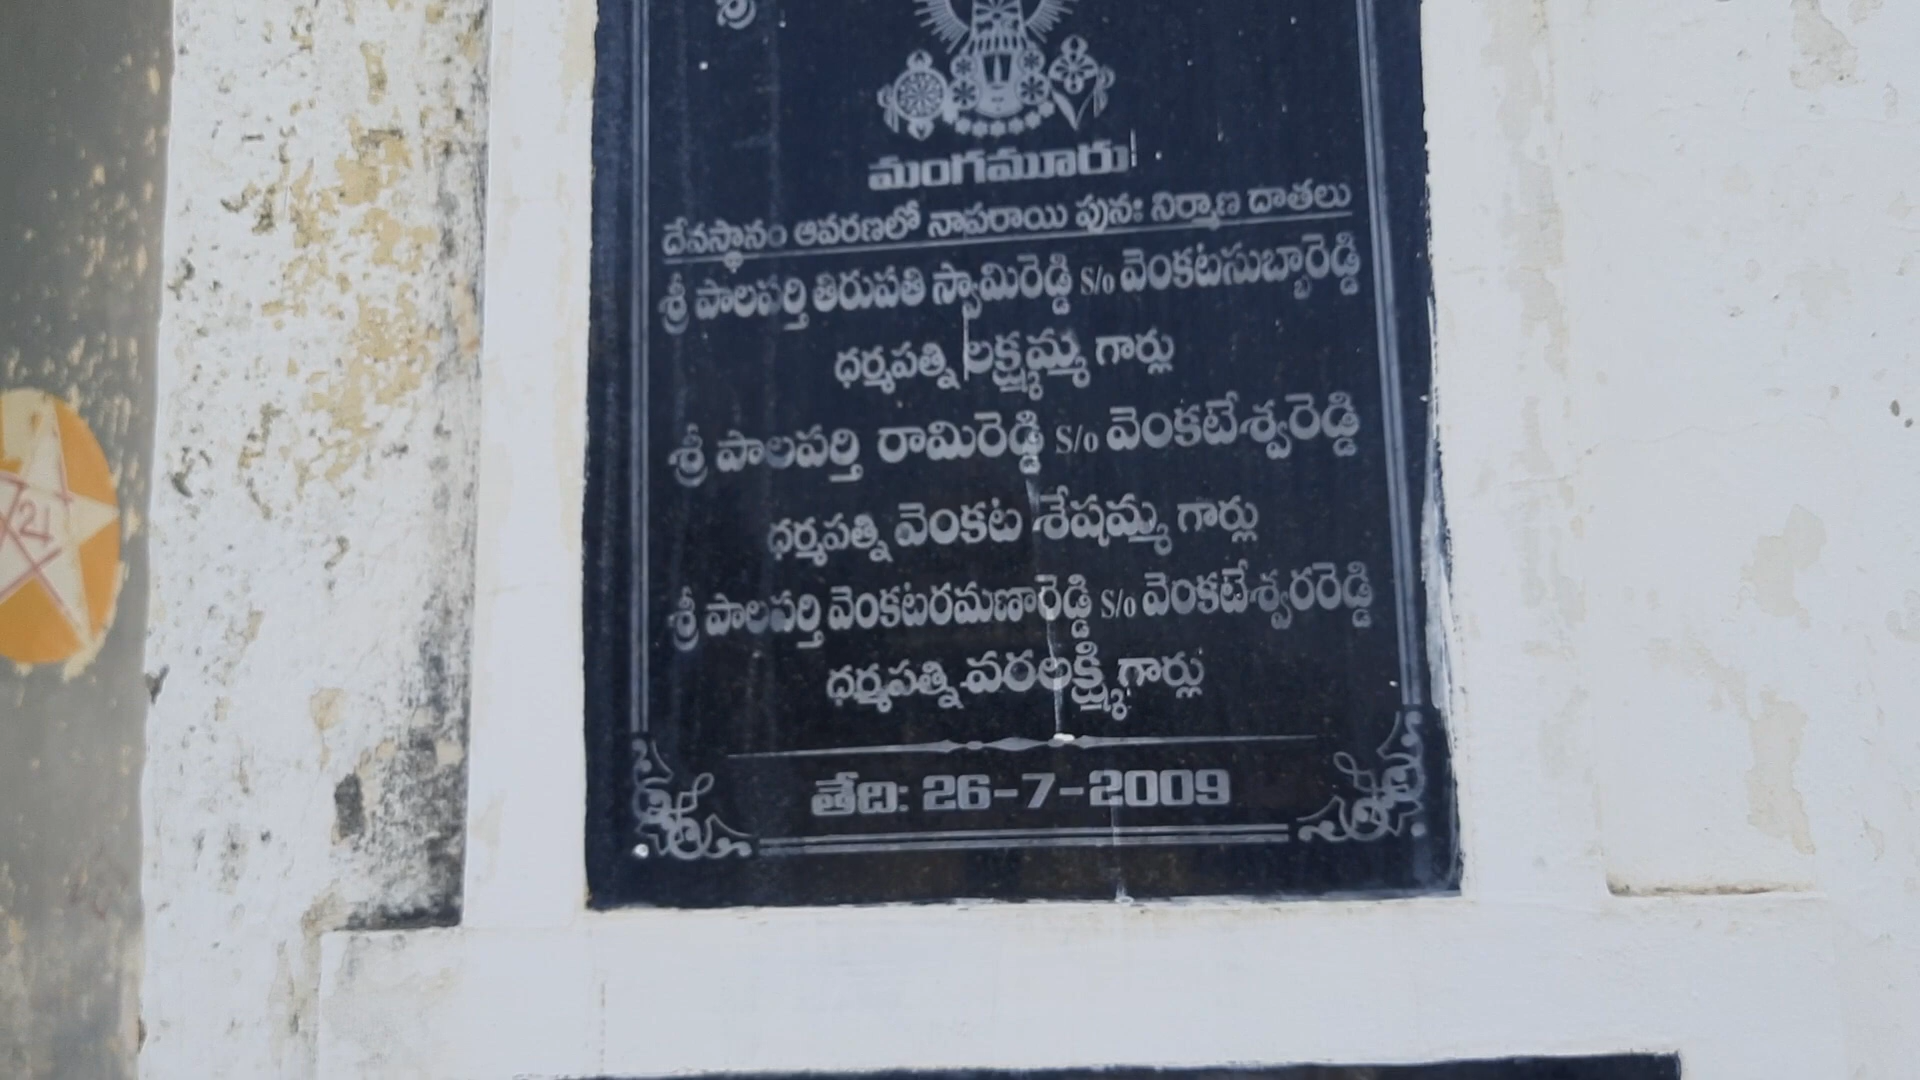 శ్రీ
మంగమూరు
దేవస్థానం ఆవరణలో నాపరాయి పునః నిర్మాణ దాతలు
శ్రీ పాలపర్తి తిరుపతి స్వామిరెడ్డి S/o వెంకటసుబ్బారెడ్డి
ధర్మపత్ని లక్ష్మమ్మ గార్లు
శ్రీ పాలపర్తి రామిరెడ్డి S/o వెంకటేశ్వరెడ్డి
ధర్మపత్ని వెంకట శేషమ్మ గార్లు
శ్రీ పాలపర్తి వెంకటరమణారెడ్డి S/o వెంకటేశ్వరరెడ్డి
ధర్మపత్ని వరలక్ష్మి గార్లు
తేది: 26-7-2009